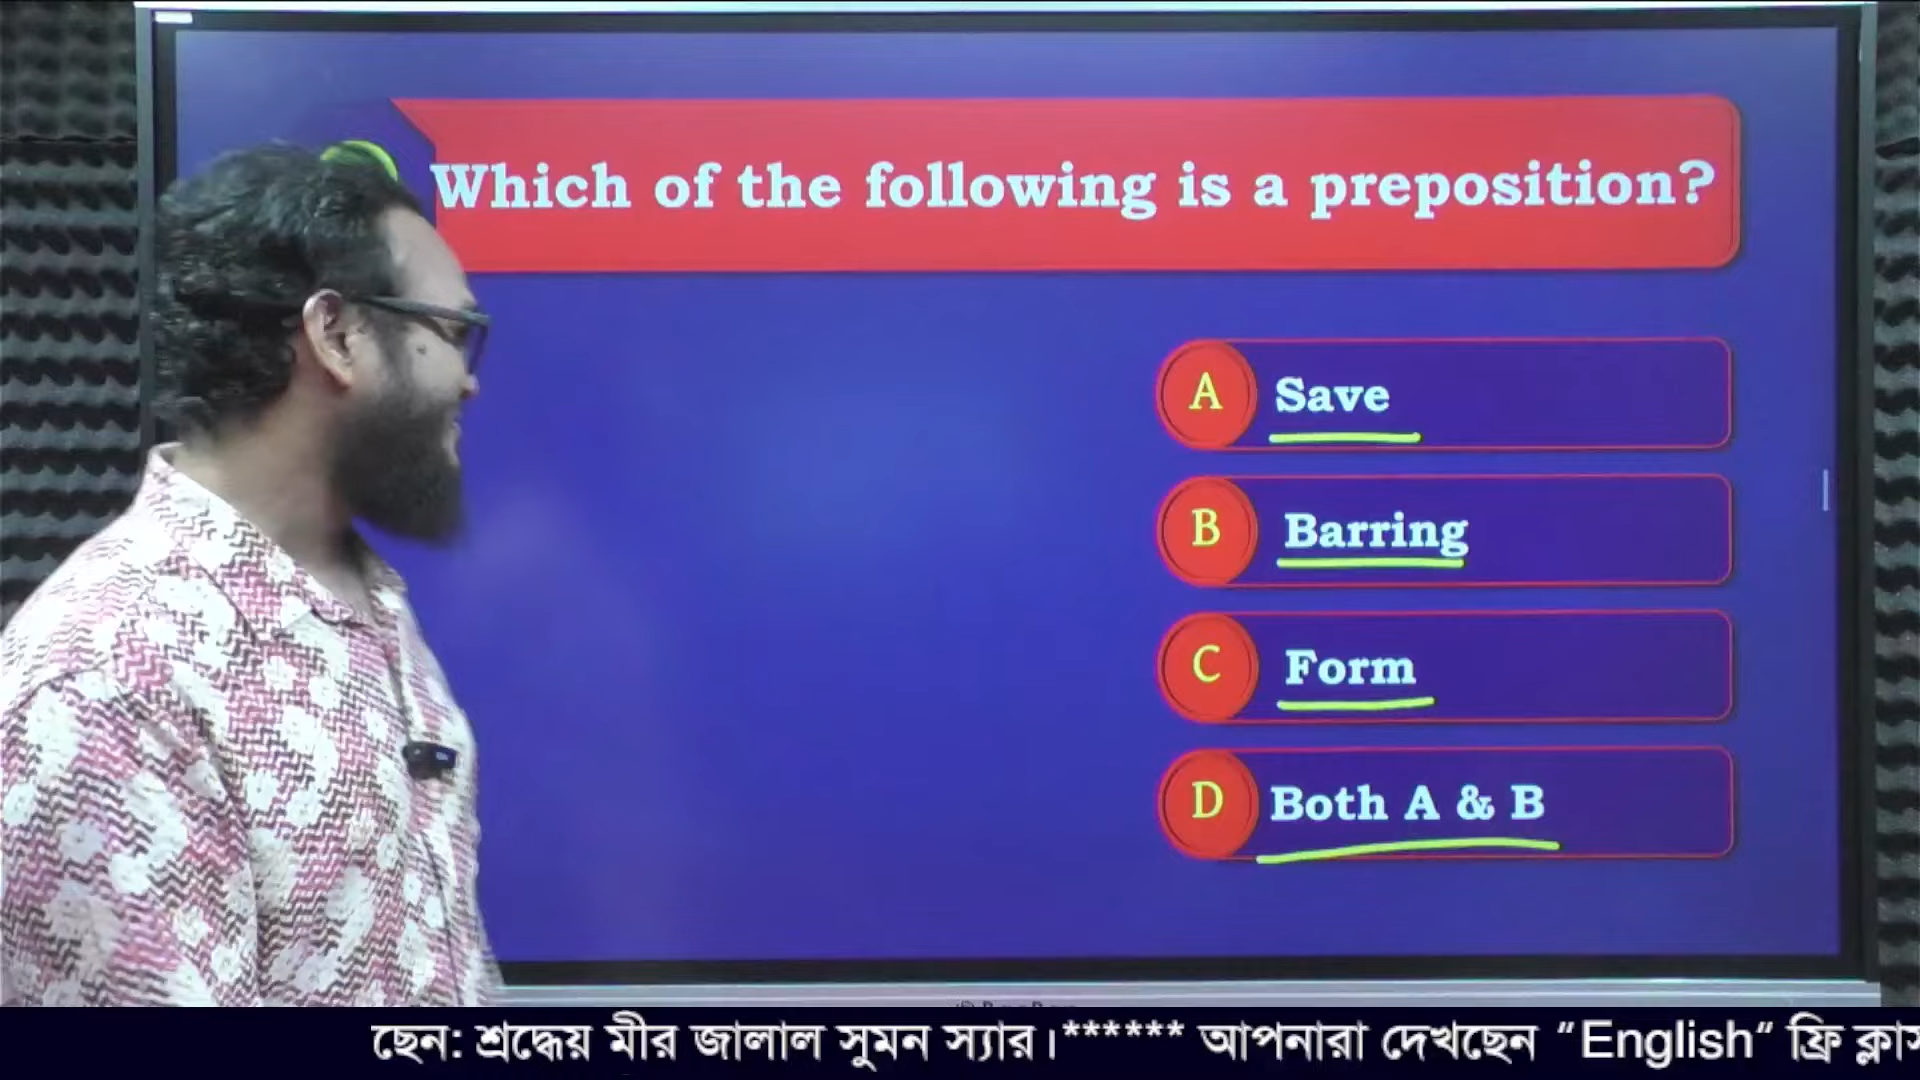 Which of the following is a preposition?
A Save
B Barring
C Form
D Both A & B
ছেন: শ্রদ্ধেয় মীর জালাল সুমন স্যার।****** আপনারা দেখছেন “English“ ফ্রি